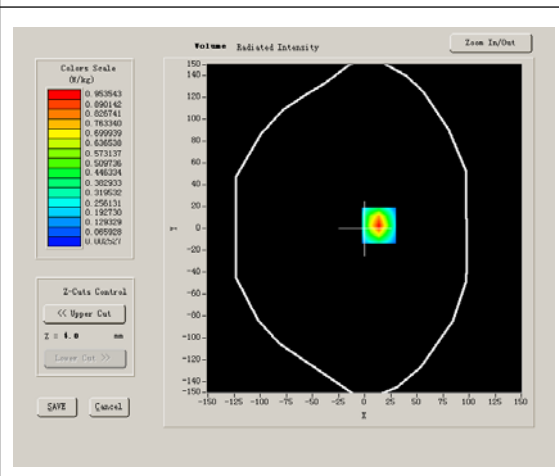 Volume Radiated Intensity
Zoom In/Out
Colors Scale
(W/kg)
0.953543
0.890142
0.826741
0.763340
0.699939
0.636538
0.573137
0.509736
0.446334
0.382933
0.319532
0.256131
0.192730
0.129329
0.065928
0.002527
Z-Cuts Control
<< Upper Cut
Z = 4.0 mm
Lower Cut >>
SAVE
Cancel
150
140
120
100
80
60
40
20
0
-20
-40
-60
-80
-100
-120
-140
-150
Y
-150 -125 -100 -75 -50 -25 0 25 50 75 100 125 150
X